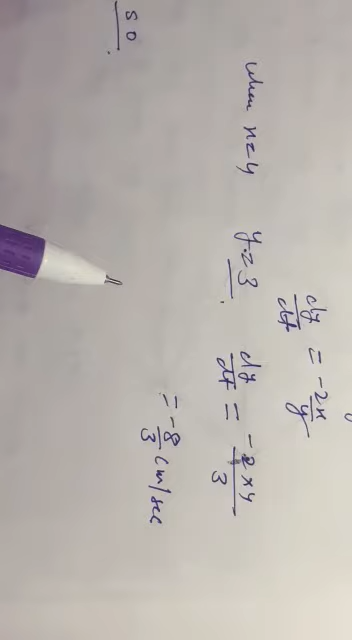 dy/dt = -2x/y
when x=4 y=3.
dy/dt = -2×4/3
= -8/3 cm/sec
so